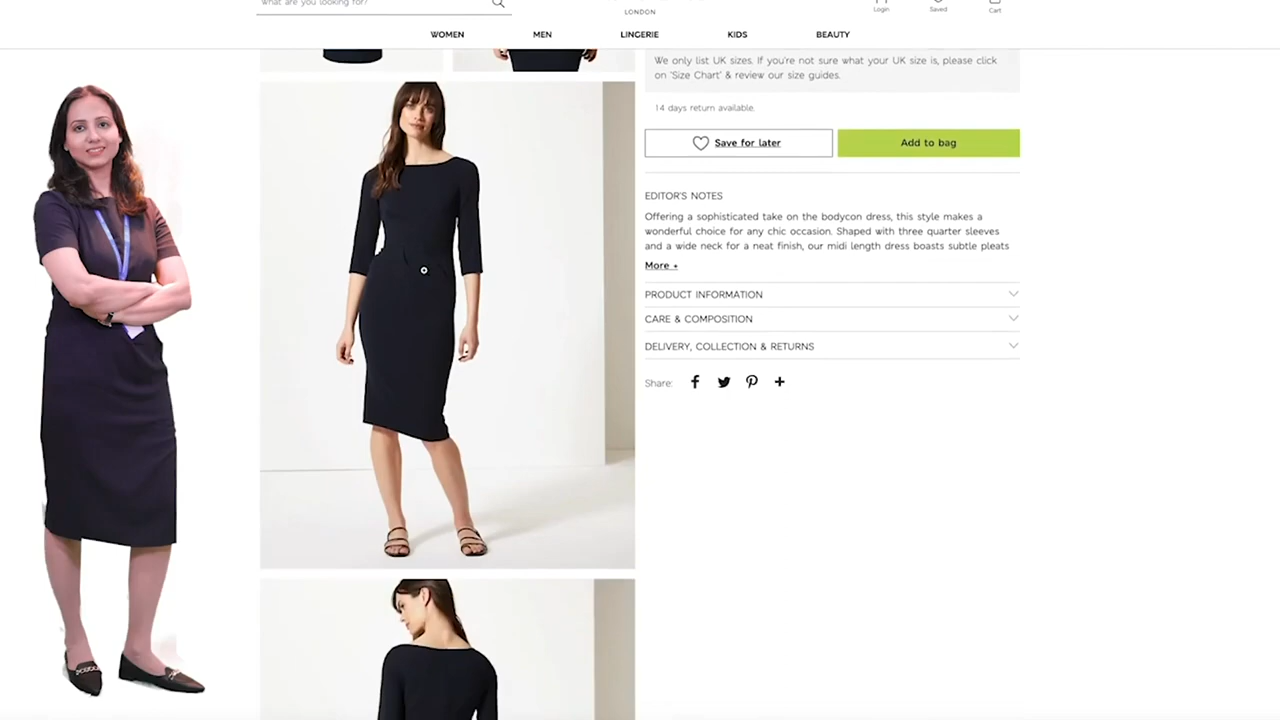 What are you looking for?
LONDON
Login
Saved
Cart
WOMEN
MEN
LINGERIE
KIDS
BEAUTY
We only list UK sizes. If you're not sure what your UK size is, please click
on 'Size Chart' & review our size guides.
14 days return available.
Save for later
Add to bag
EDITOR'S NOTES
Offering a sophisticated take on the bodycon dress, this style makes a
wonderful choice for any chic occasion. Shaped with three quarter sleeves
and a wide neck for a neat finish, our midi length dress boasts subtle pleats
More +
PRODUCT INFORMATION
CARE & COMPOSITION
DELIVERY, COLLECTION & RETURNS
Share: